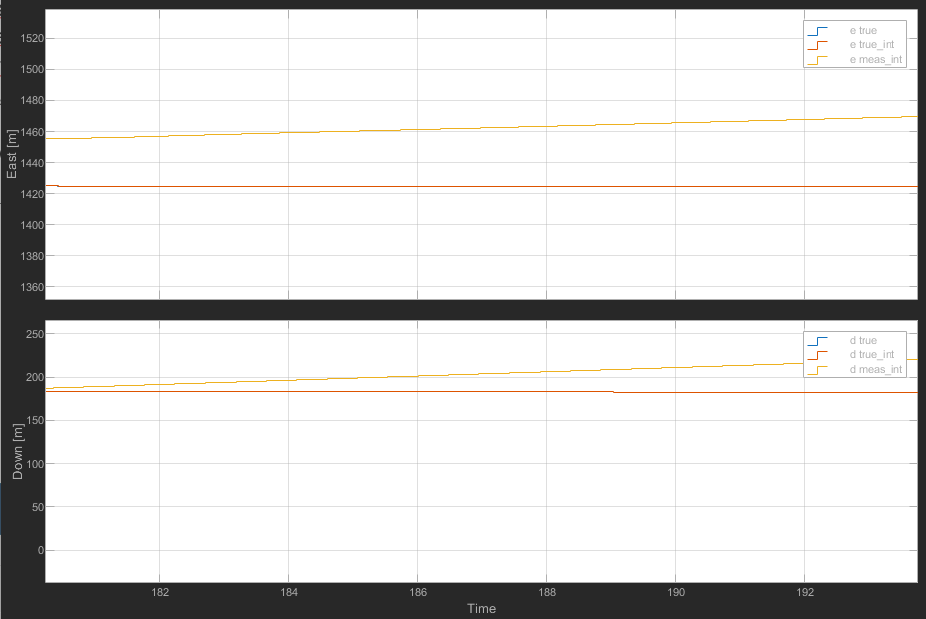 1520
1500
1480
1460
1440
1420
1400
1380
1360
East [m]
e true
e true_int
e meas_int
250
200
150
100
50
0
Down [m]
d true
d true_int
d meas_int
182 184 186 188 190 192
Time